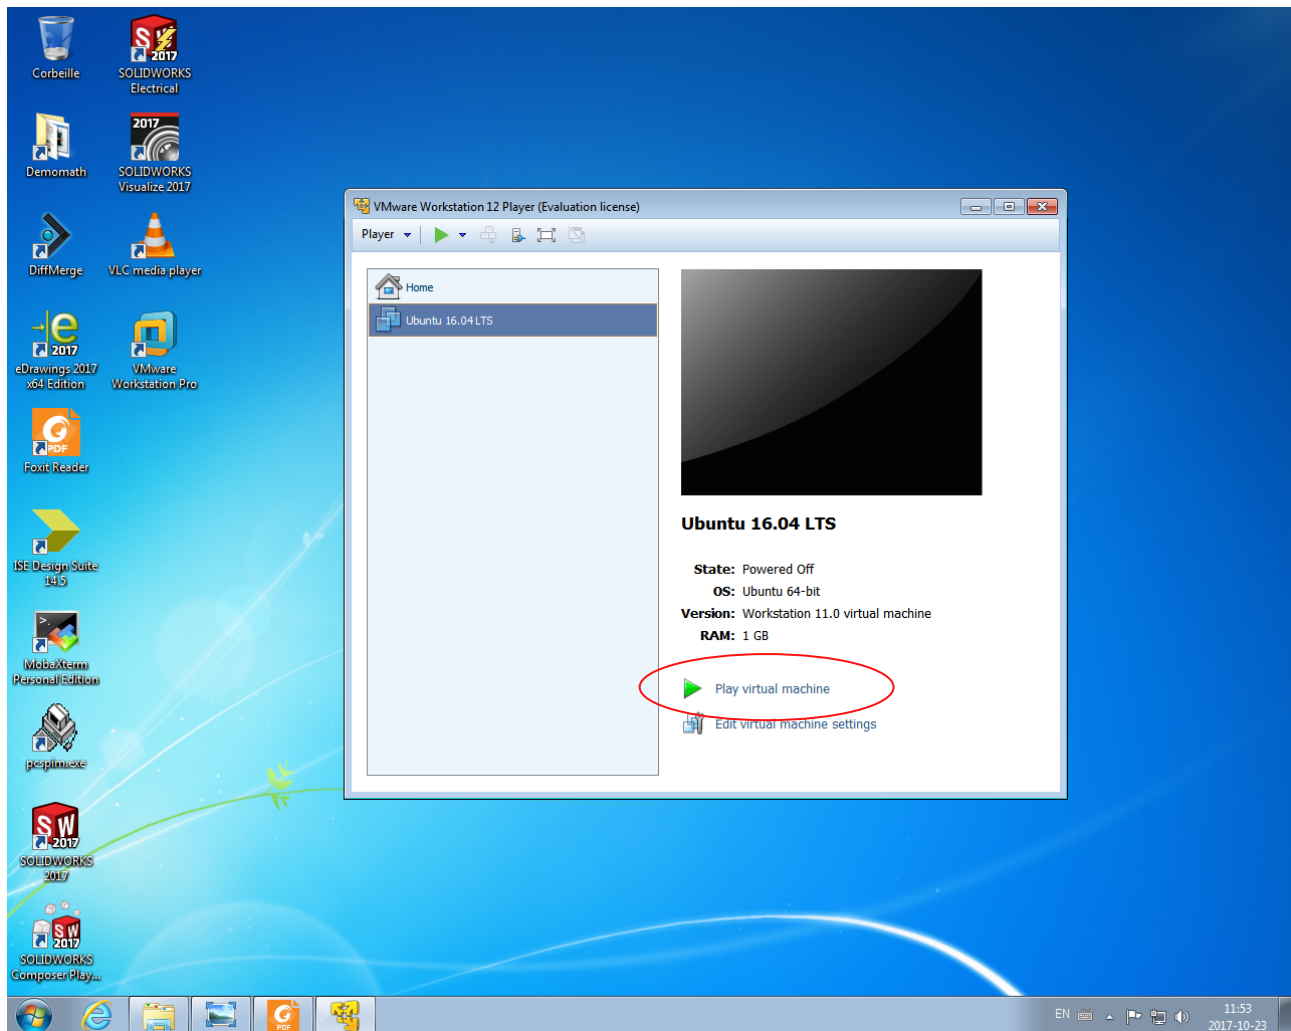 Corbeille
2017
SOLIDWORKS
Electrical
Demomath
2017
SOLIDWORKS
Visualize 2017
DiffMerge
VLC media player
2017
eDrawings 2017
x64 Edition
VMware
Workstation Pro
PDF
Foxit Reader
ISE Design Suite
14.5
MobaXterm
Personal Edition
pcspim.exe
SW
2017
SOLIDWORKS
2017
SW
2017
SOLIDWORKS
Composer Play...
VMware Workstation 12 Player (Evaluation license)
Player
Home
Ubuntu 16.04 LTS
Ubuntu 16.04 LTS
State: Powered Off
OS: Ubuntu 64-bit
Version: Workstation 11.0 virtual machine
RAM: 1 GB
Play virtual machine
Edit virtual machine settings
PDF
EN
11:53
2017-10-23